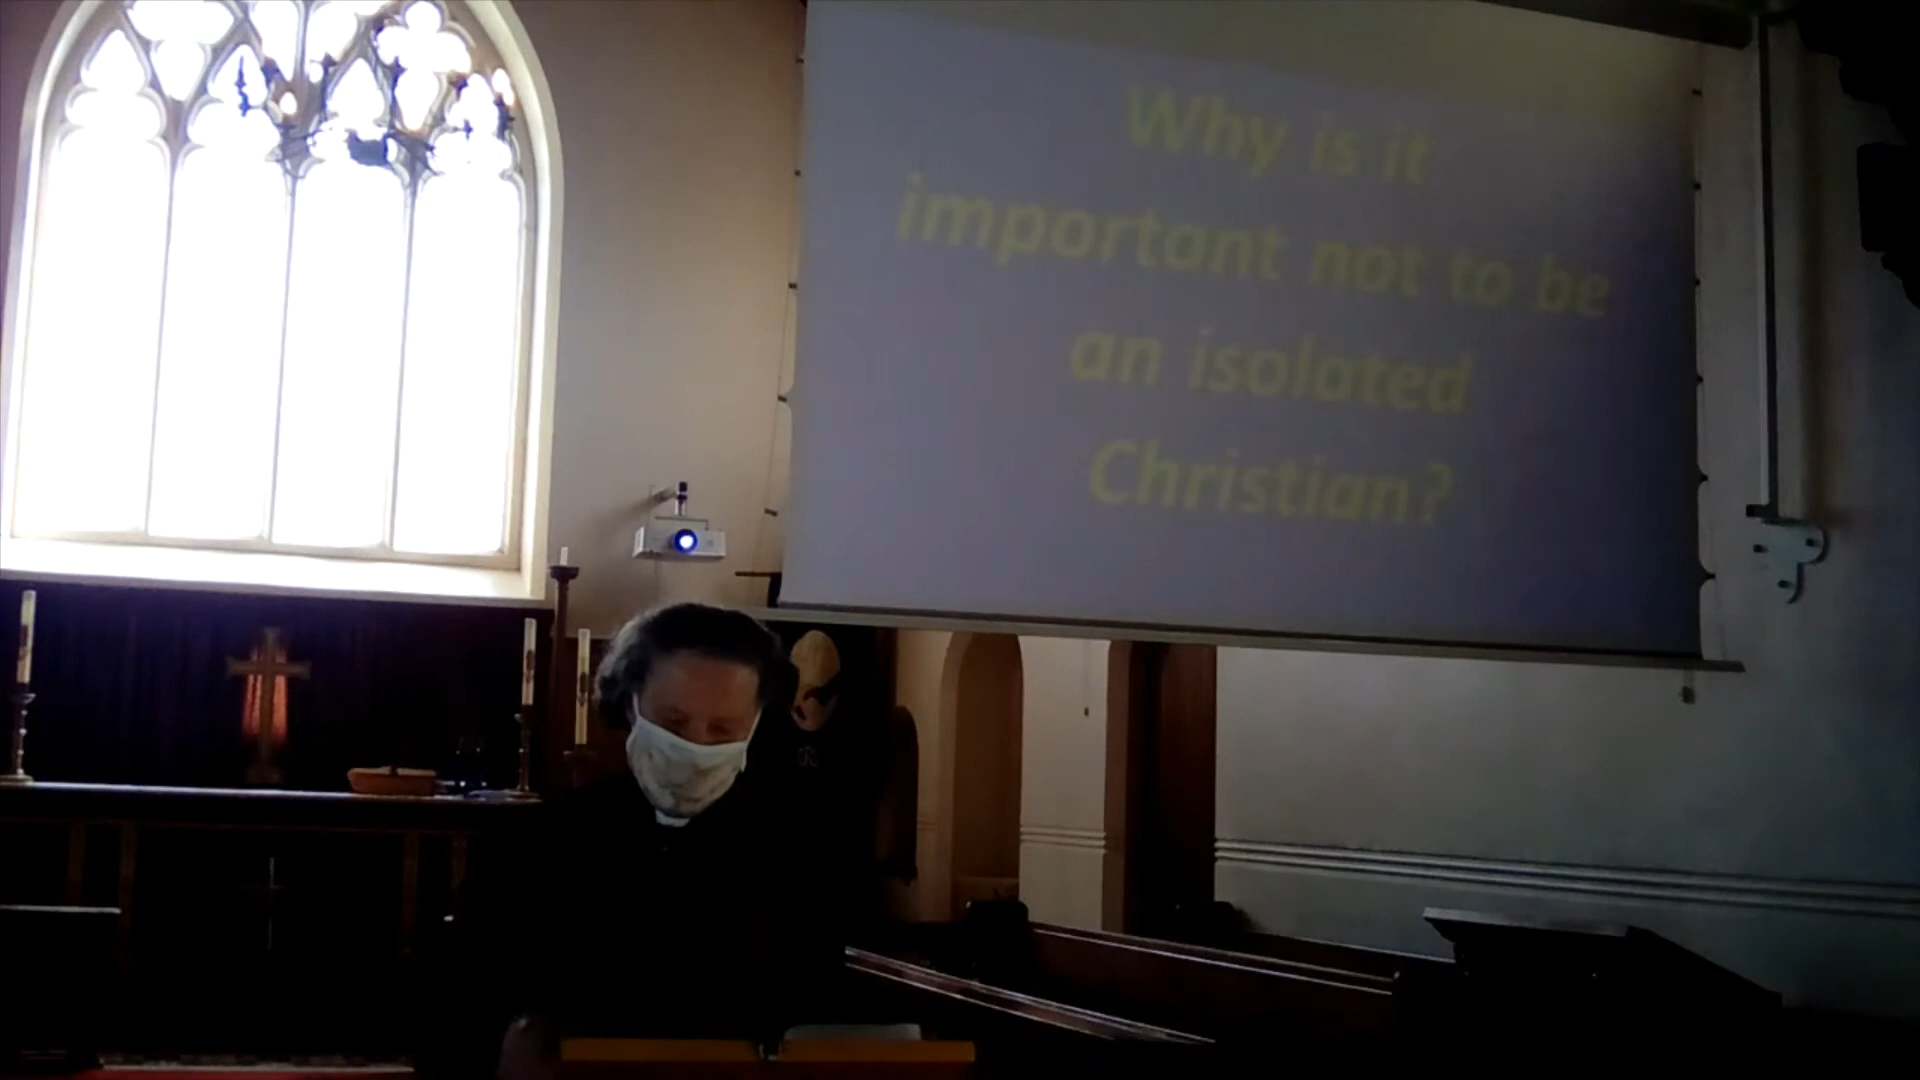 Why is it
important not to be
an isolated
Christian?